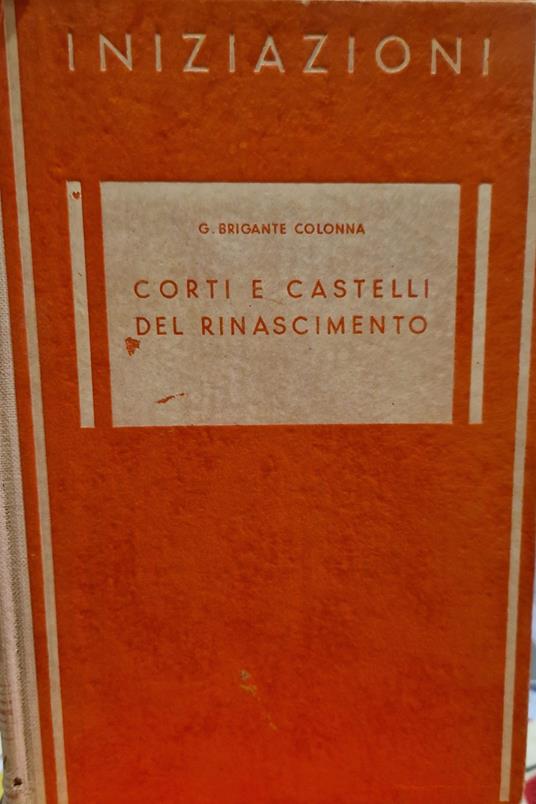 INIZIAZIONI
G. BRIGANTE COLONNA
CORTI E CASTELLI
DEL RINASCIMENTO